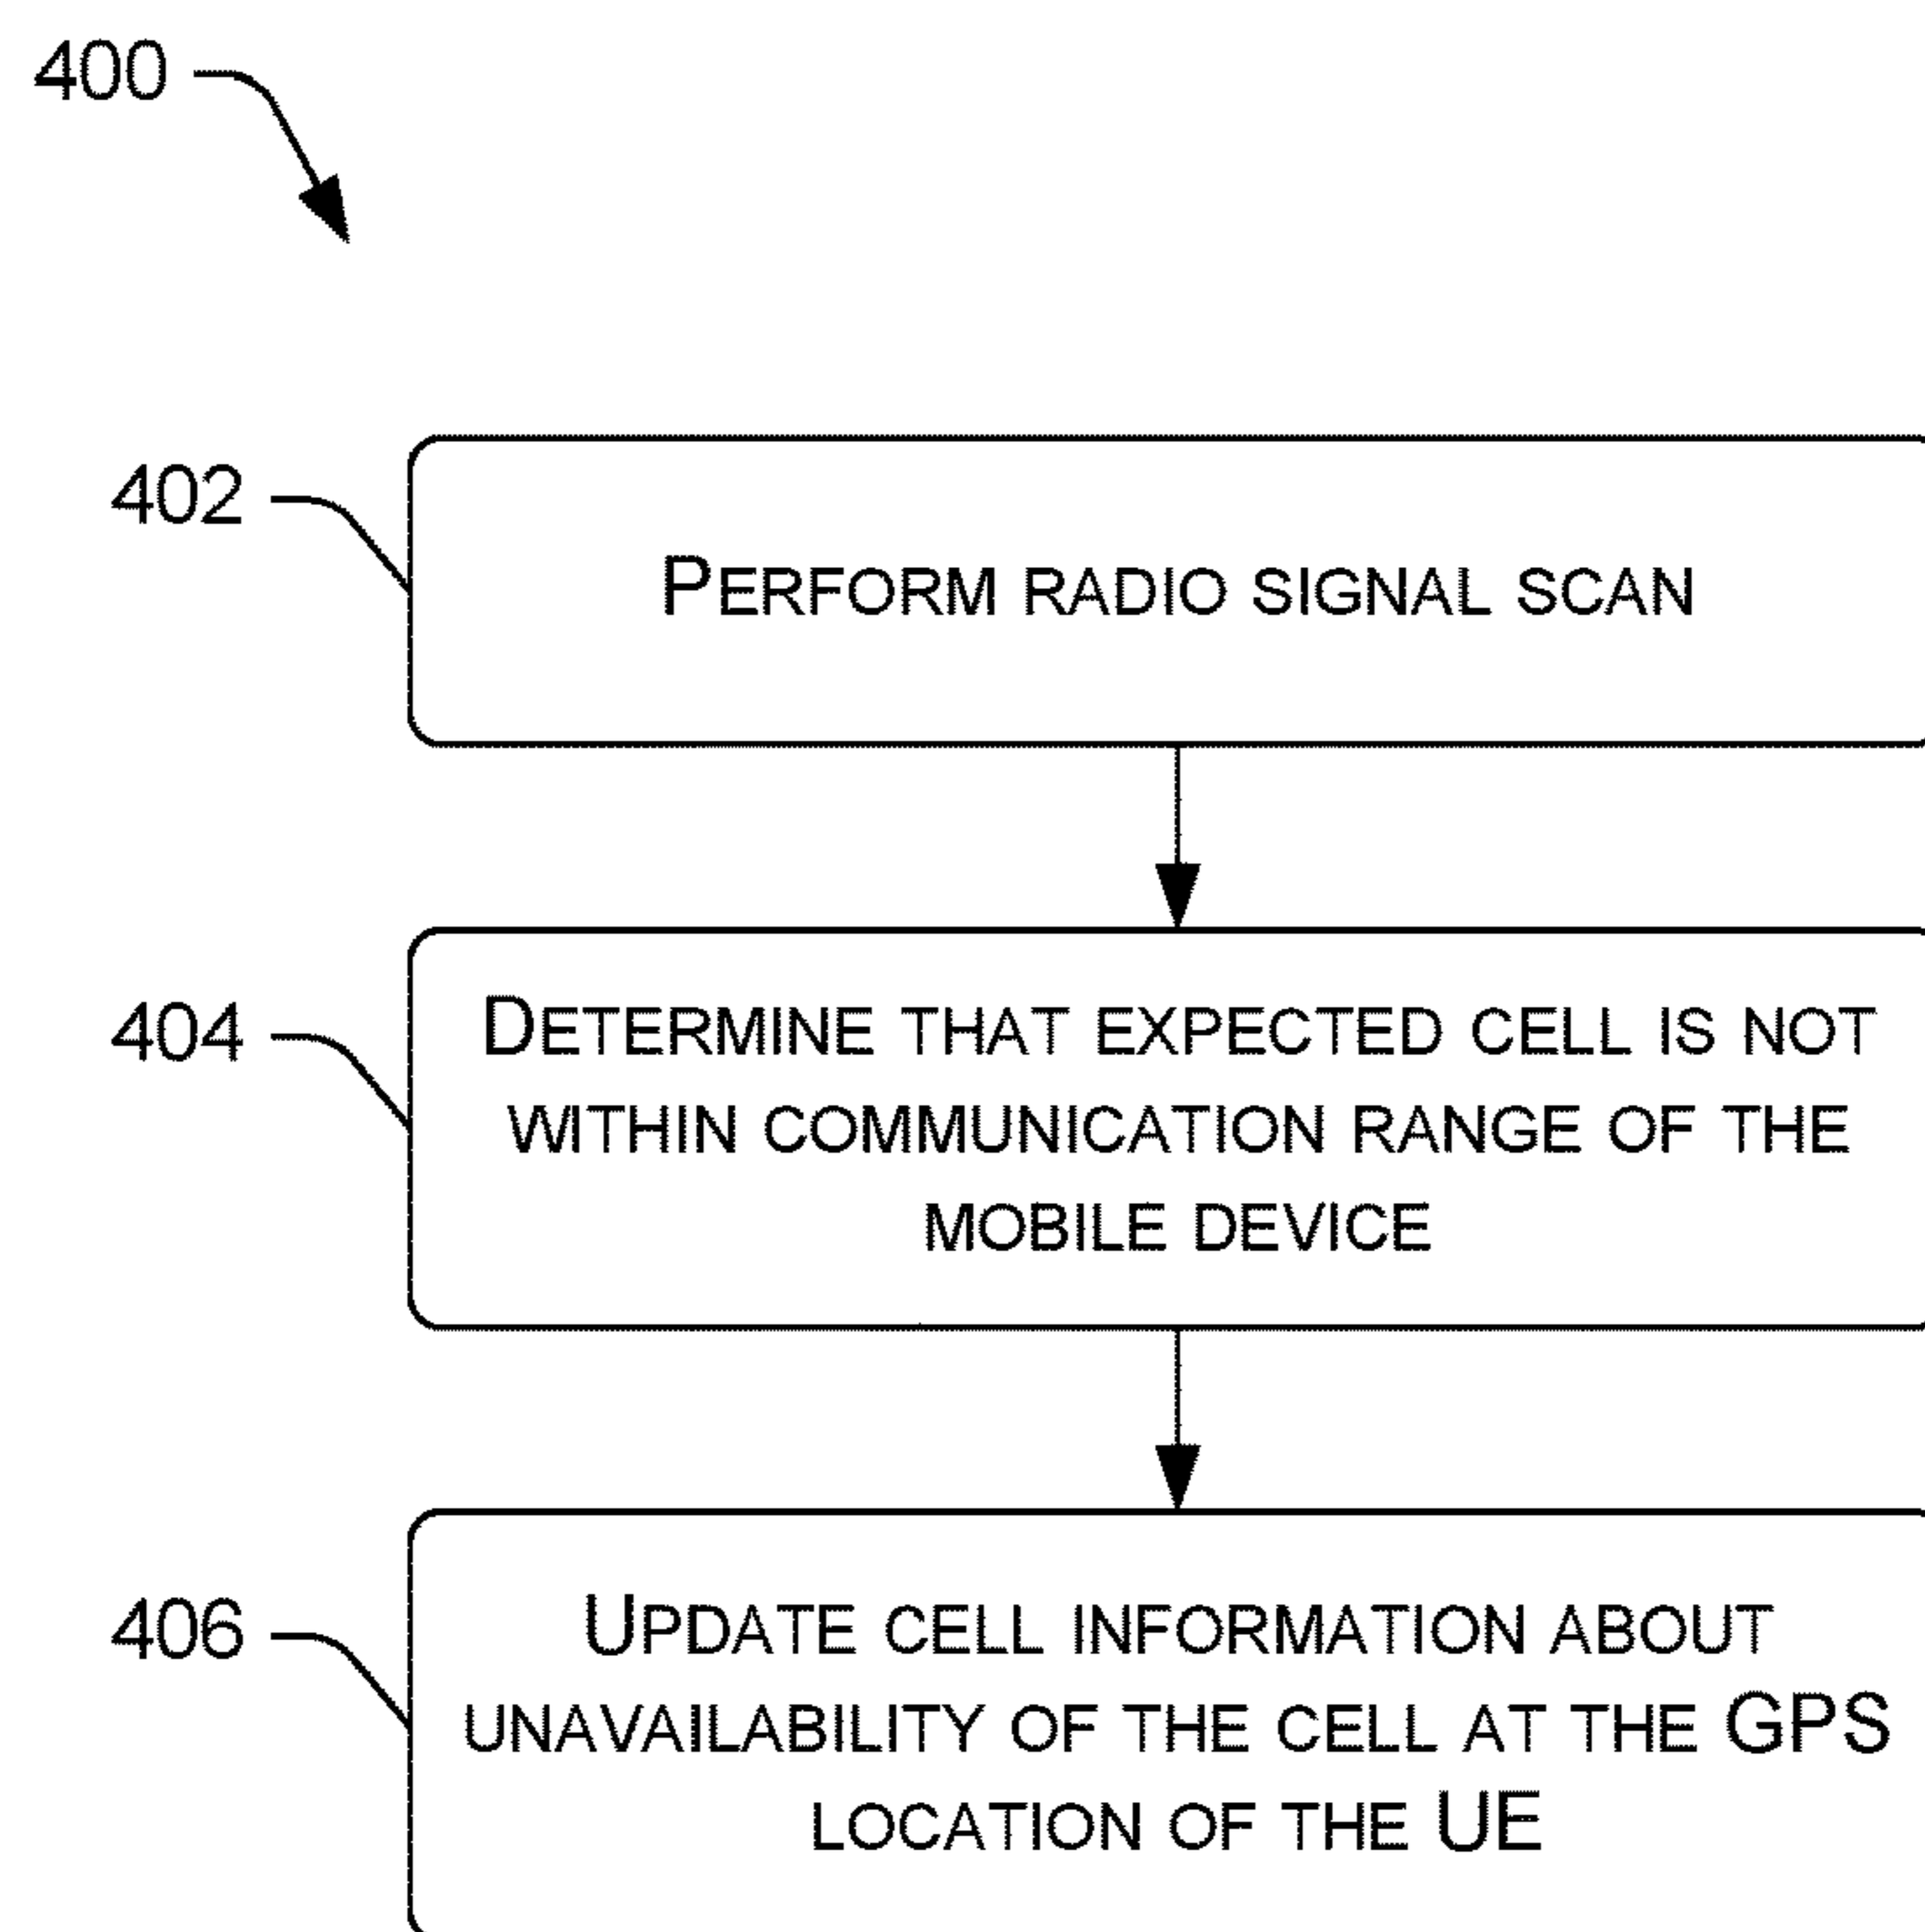 400
402
PERFORM RADIO SIGNAL SCAN
404
DETERMINE THAT EXPECTED CELL IS NOT
WITHIN COMMUNICATION RANGE OF THE
MOBILE DEVICE
406
UPDATE CELL INFORMATION ABOUT
UNAVAILABILITY OF THE CELL AT THE GPS
LOCATION OF THE UE